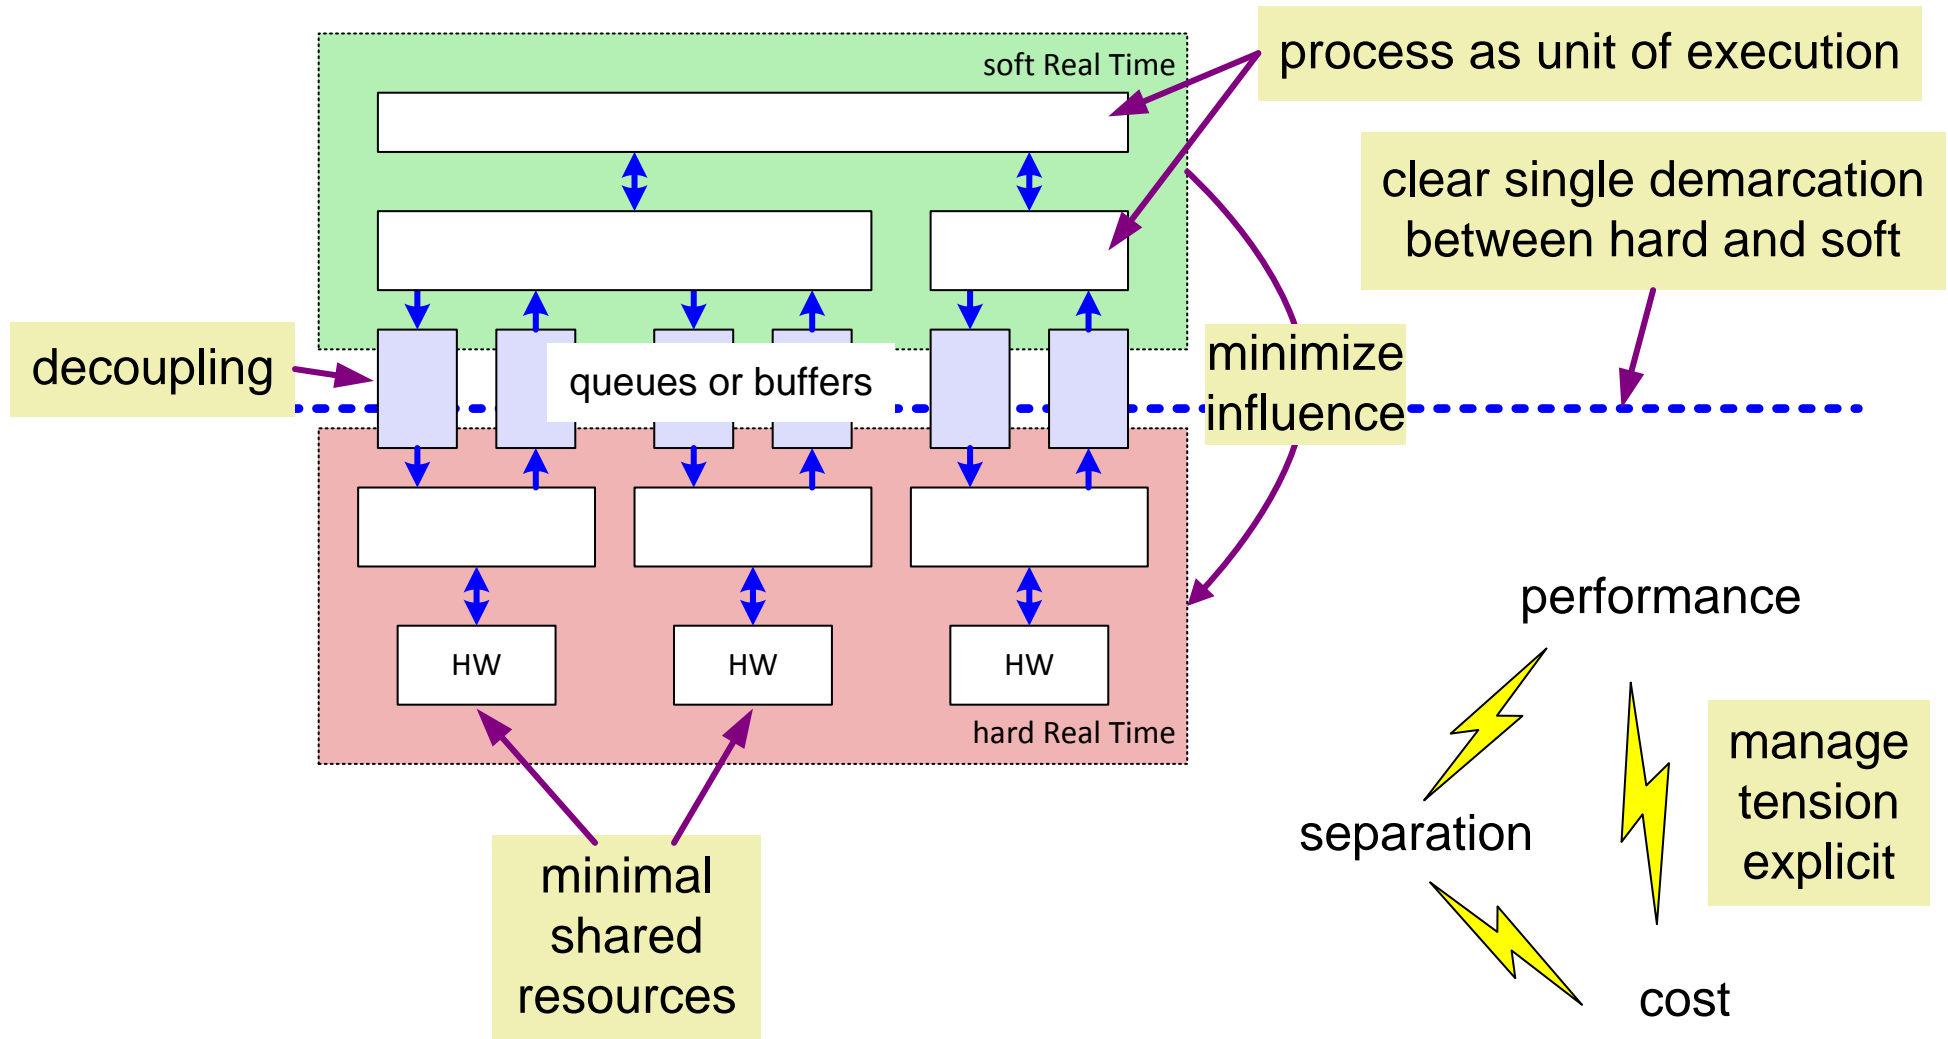 soft Real Time
process as unit of execution
clear single demarcation
between hard and soft
decoupling
queues or buffers
minimize
influence
HW
HW
HW
hard Real Time
minimal
shared
resources
performance
separation
cost
manage
tension
explicit